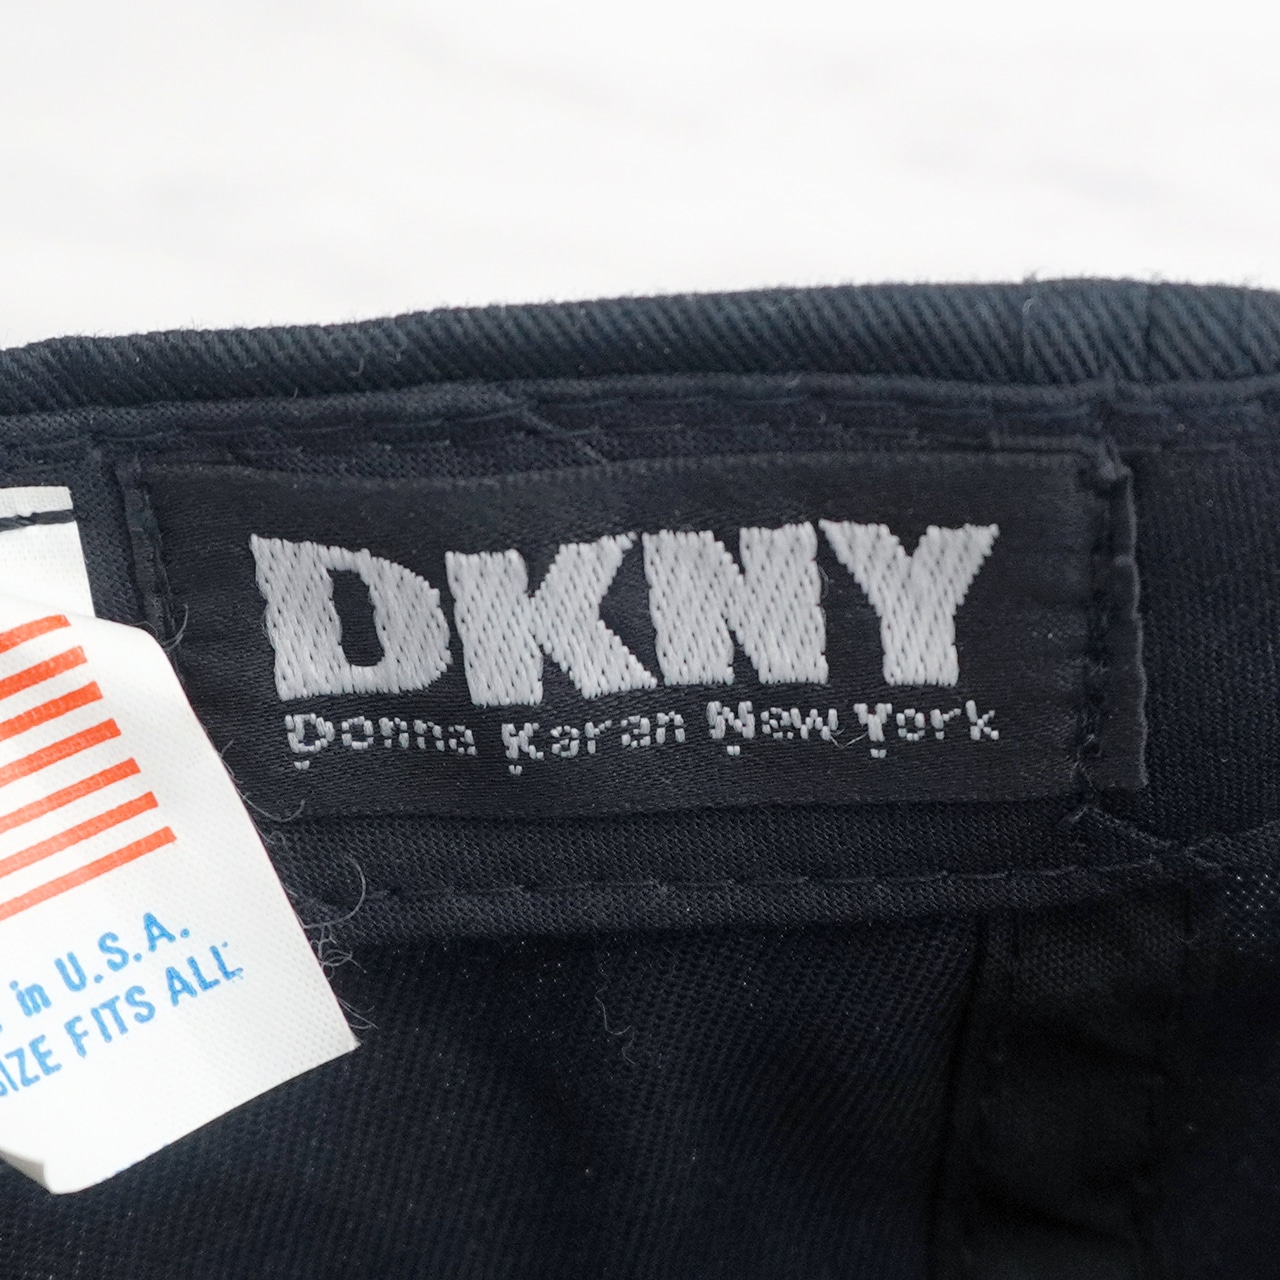 DKNY
Donna Karan New York
in U.S.A.
SIZE FITS ALL